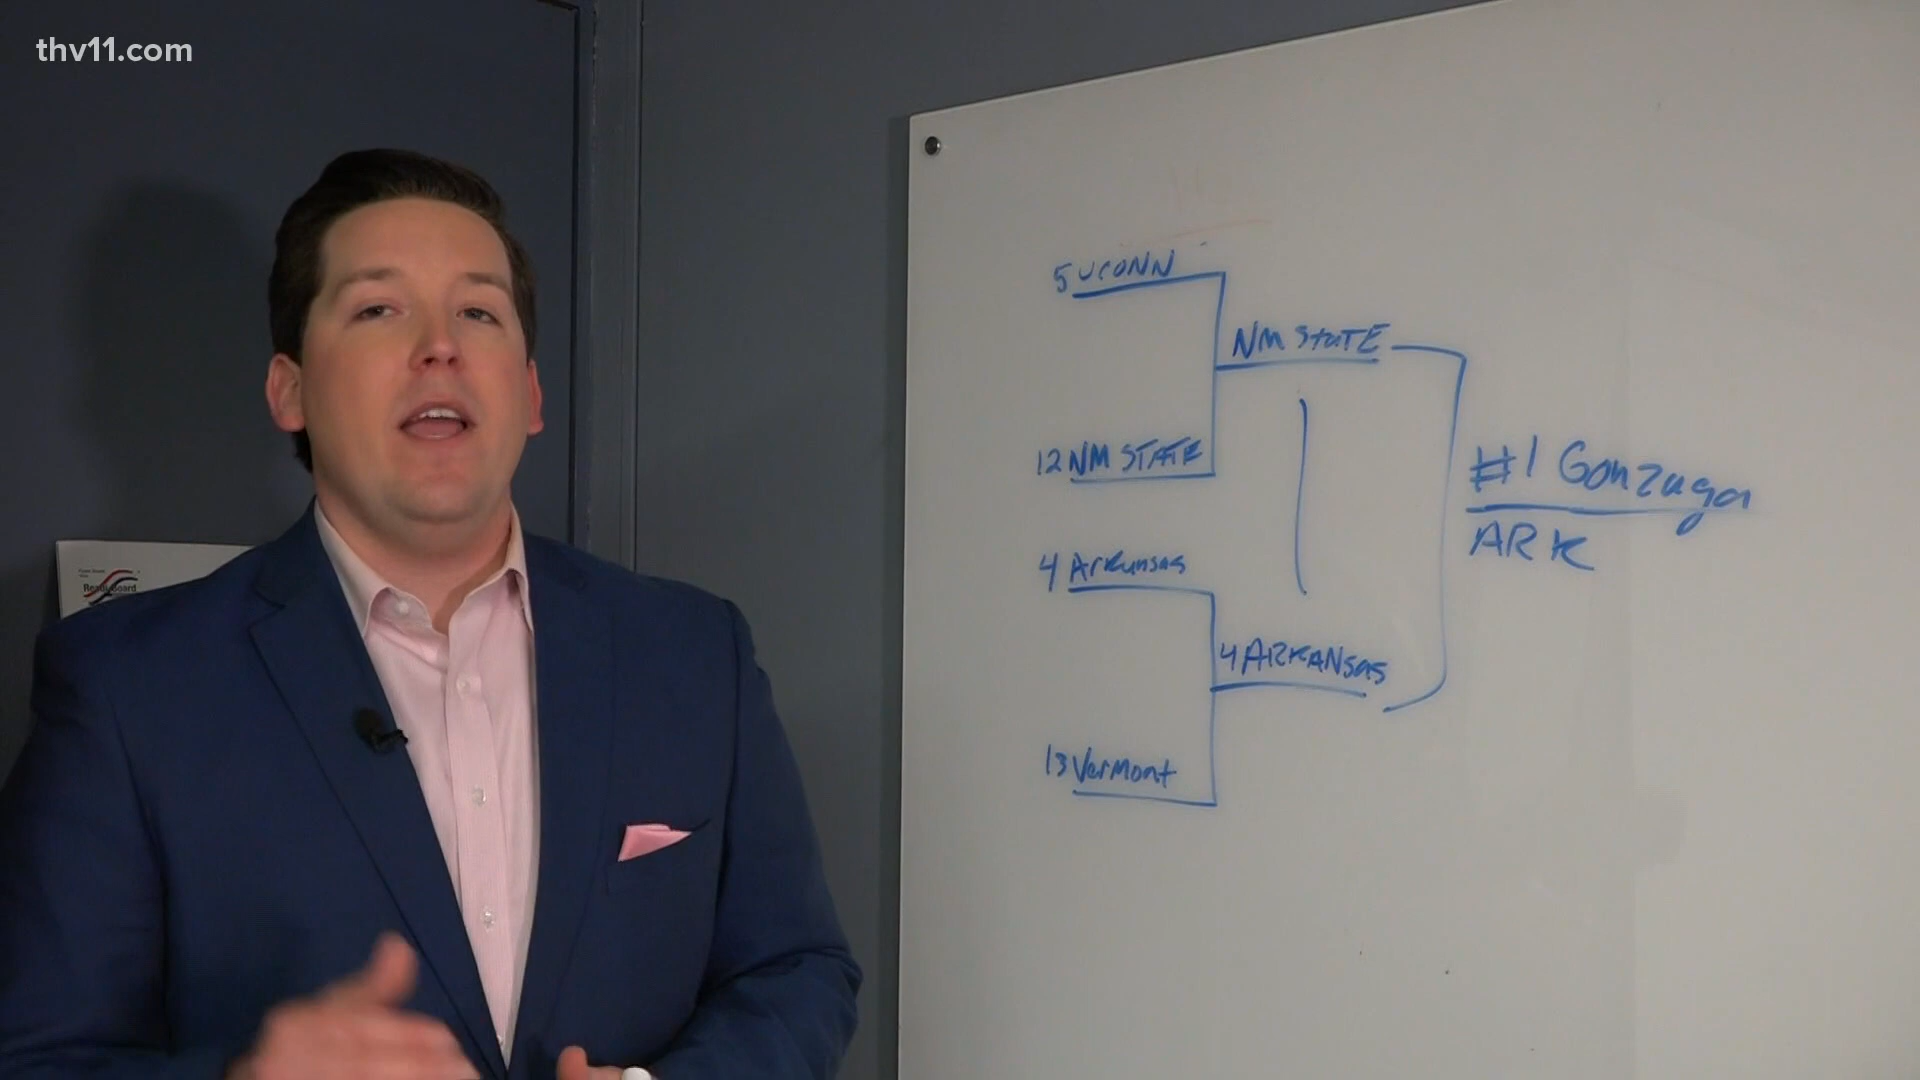 thv11.com
5 UCONN
NM STATE
12 NM STATE
#1 Gonzaga
ARK
4 Arkansas
4 ARKANSAS
13 Vermont